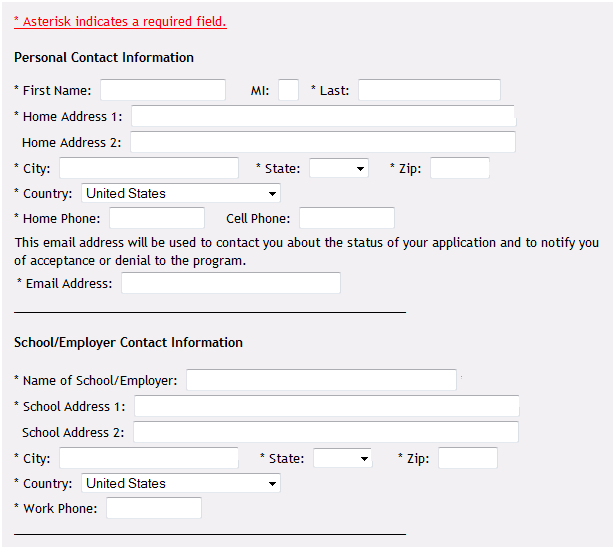 * Asterisk indicates a required field.
Personal Contact Information
* First Name: MI: * Last:
* Home Address 1:
Home Address 2:
* City: * State: * Zip:
* Country: United States
* Home Phone: Cell Phone:
This email address will be used to contact you about the status of your application and to notify you
of acceptance or denial to the program.
* Email Address:
School/Employer Contact Information
* Name of School/Employer:
* School Address 1:
School Address 2:
* City: * State: * Zip:
* Country: United States
* Work Phone: